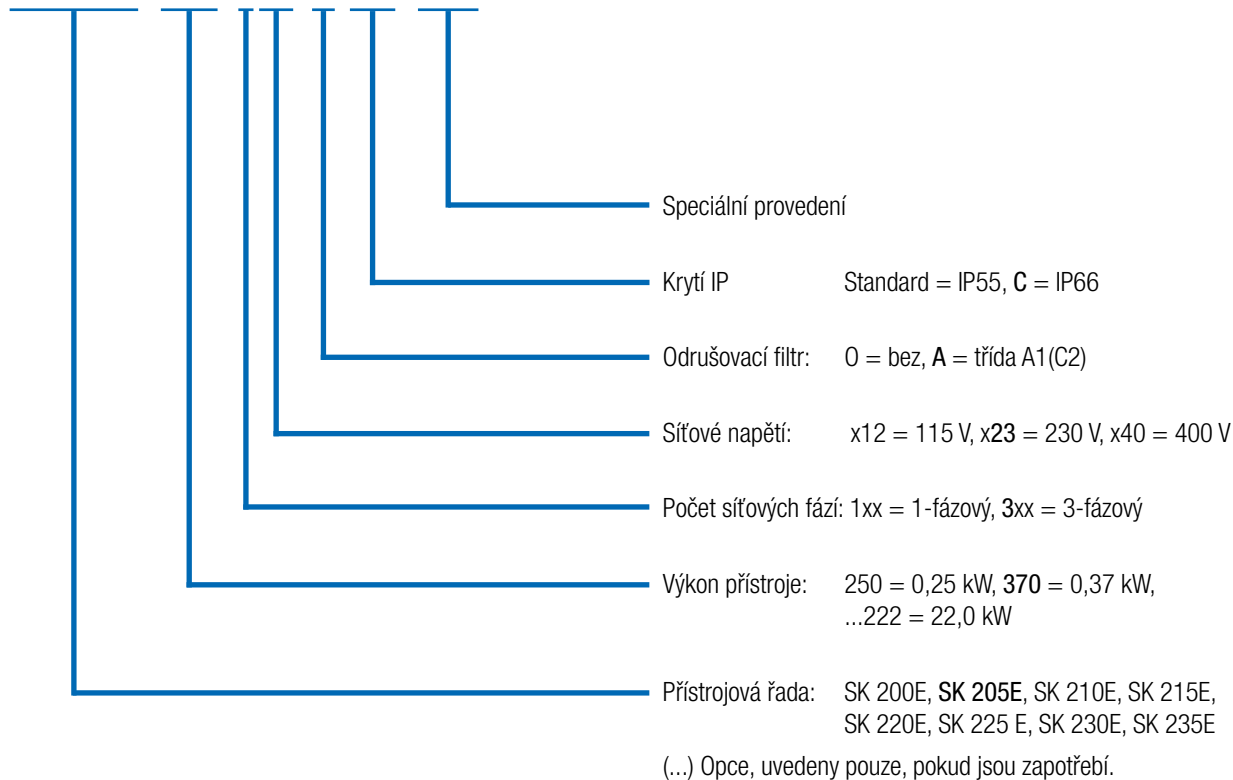 Speciální provedení
Krytí IP Standard = IP55, C = IP66
Odrušovací filtr: O = bez, A = třída A1(C2)
Síťové napětí: x12 = 115 V, x23 = 230 V, x40 = 400 V
Počet síťových fází: 1xx = 1-fázový, 3xx = 3-fázový
Výkon přístroje: 250 = 0,25 kW, 370 = 0,37 kW,
...222 = 22,0 kW
Přístrojová řada: SK 200E, SK 205E, SK 210E, SK 215E,
SK 220E, SK 225 E, SK 230E, SK 235E
(...) Opce, uvedeny pouze, pokud jsou zapotřebí.